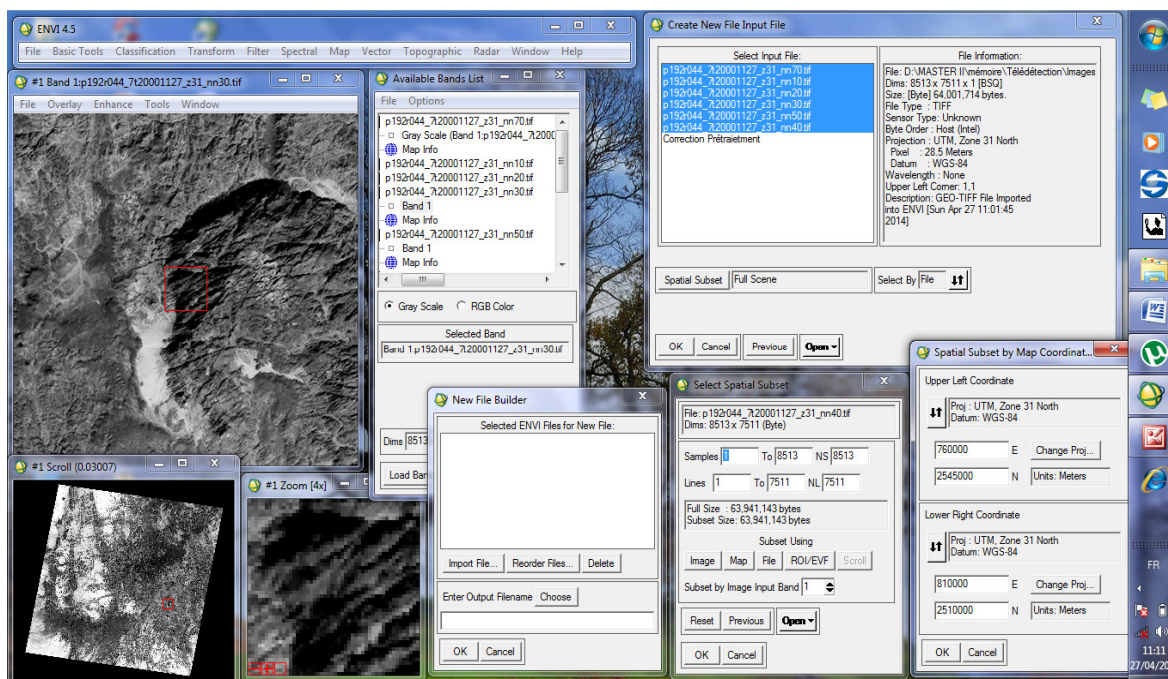 ENVI 4.5
File Basic Tools Classification Transform Filter Spectral Map Vector Topographic Radar Window Help
#1 Band 1:p192r044_7t20001127_z31_nn30.tif
File Overlay Enhance Tools Window
Available Bands List
File Options
p192r044_7t20001127_z31_nn70.tif
Gray Scale (Band 1:p192r044_7t2000
Map Info
p192r044_7t20001127_z31_nn10.tif
p192r044_7t20001127_z31_nn20.tif
p192r044_7t20001127_z31_nn30.tif
Band 1
Map Info
p192r044_7t20001127_z31_nn50.tif
Band 1
Map Info
Gray Scale RGB Color
Selected Band
Band 1:p192r044_7t20001127_z31_nn30.tif
Dims 8513
Load Ban
#1 Scroll (0.03007)
#1 Zoom [4x]
New File Builder
Selected ENVI Files for New File:
Import File... Reorder Files... Delete
Enter Output Filename Choose
OK Cancel
Create New File Input File
Select Input File:
p192r044_7t20001127_z31_nn70.tif
p192r044_7t20001127_z31_nn10.tif
p192r044_7t20001127_z31_nn20.tif
p192r044_7t20001127_z31_nn30.tif
p192r044_7t20001127_z31_nn50.tif
p192r044_7t20001127_z31_nn40.tif
Correction Prétraietment
File Information:
File: D:\MASTER II\mémoire\Télédétection\Images
Dims: 8513 x 7511 x 1 [BSQ]
Size: [Byte] 64,001,714 bytes.
File Type : TIFF
Sensor Type: Unknown
Byte Order : Host (Intel)
Projection : UTM, Zone 31 North
Pixel : 28.5 Meters
Datum : WGS-84
Wavelength : None
Upper Left Corner: 1,1
Description: GEO-TIFF File Imported
into ENVI [Sun Apr 27 11:01:45
2014]
Spatial Subset Full Scene
Select By File
OK Cancel Previous Open
Select Spatial Subset
File: p192r044_7t20001127_z31_nn40.tif
Dims: 8513 x 7511 (Byte)
Samples 1 To 8513 NS 8513
Lines 1 To 7511 NL 7511
Full Size : 63,941,143 bytes
Subset Size: 63,941,143 bytes
Subset Using
Image Map File ROI/EVF Scroll
Subset by Image Input Band 1
Reset Previous Open
OK Cancel
Spatial Subset by Map Coordinat...
Upper Left Coordinate
Proj : UTM, Zone 31 North
Datum: WGS-84
760000 E Change Proj...
2545000 N Units: Meters
Lower Right Coordinate
Proj : UTM, Zone 31 North
Datum: WGS-84
810000 E Change Proj...
2510000 N Units: Meters
OK Cancel
FR
11:11
27/04/20